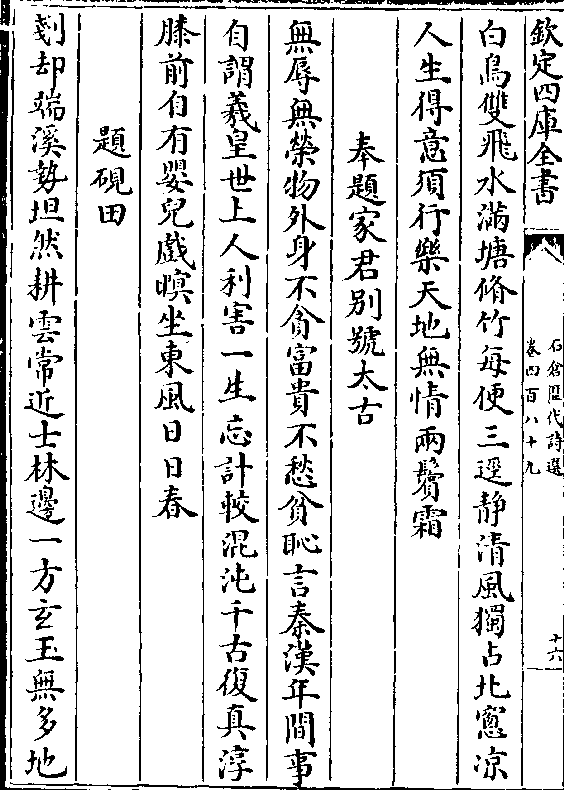 欽定四庫全書
石倉歷代詩選
卷四百八十九
十六
白鳥雙飛水滿塘脩竹每便三逕静清風獨占北窻凉
人生得意須行樂天地無情兩鬢霜
奉題家君别號太古
無辱無榮物外身不貪富貴不愁貧恥言秦漢年間事
自謂羲皇世上人利害一生忘計較混沌千古復真淳
膝前自有嬰兒戲暝坐東風日日春
題硯田
剗却端溪勢坦然耕雲常近士林邊一方玄玉無多地